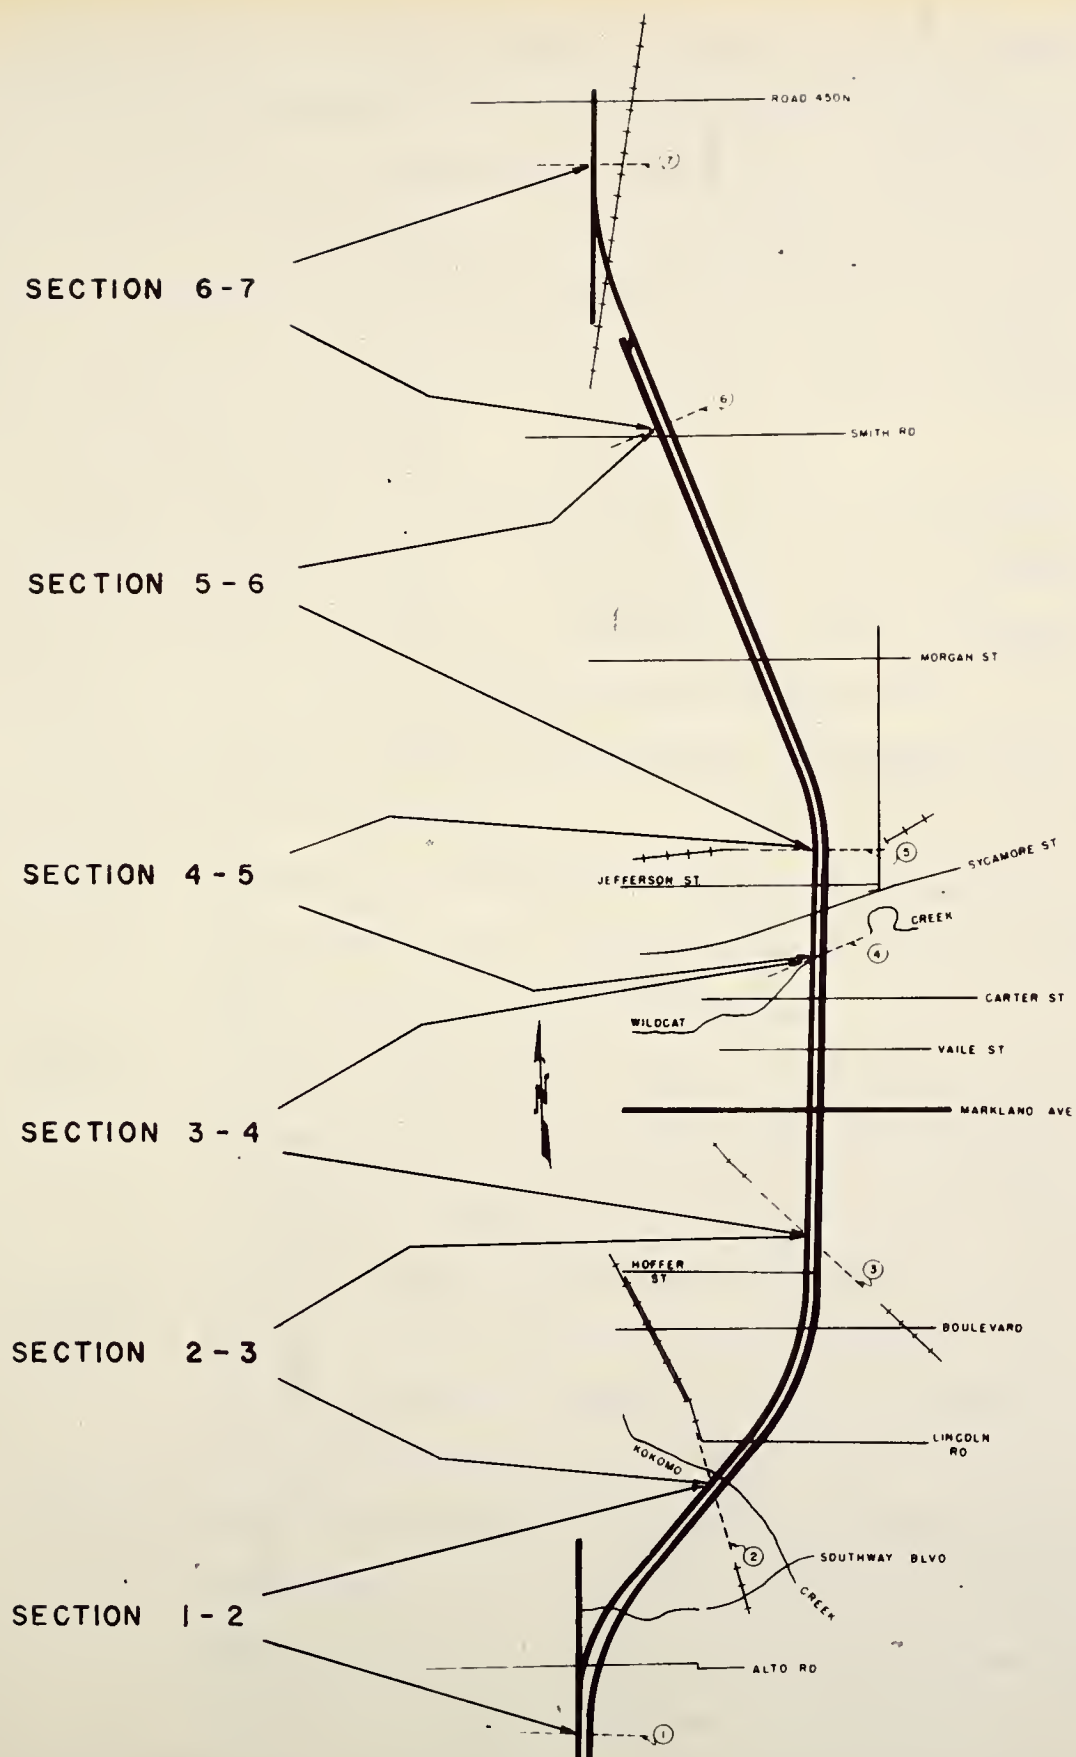 ROAD 450N
7
SECTION 6-7
6
SMITH RD
SECTION 5-6
MORGAN ST
5
SYCAMORE ST
SECTION 4-5
JEFFERSON ST
CREEK
4
CARTER ST
WILDCAT
VAILE ST
MARKLAND AVE
N
SECTION 3-4
HOFFER
ST
3
BOULEVARD
SECTION 2-3
LINCOLN
RD
KOKOMO
2
SOUTHWAY BLVD
CREEK
SECTION 1-2
ALTO RD
1